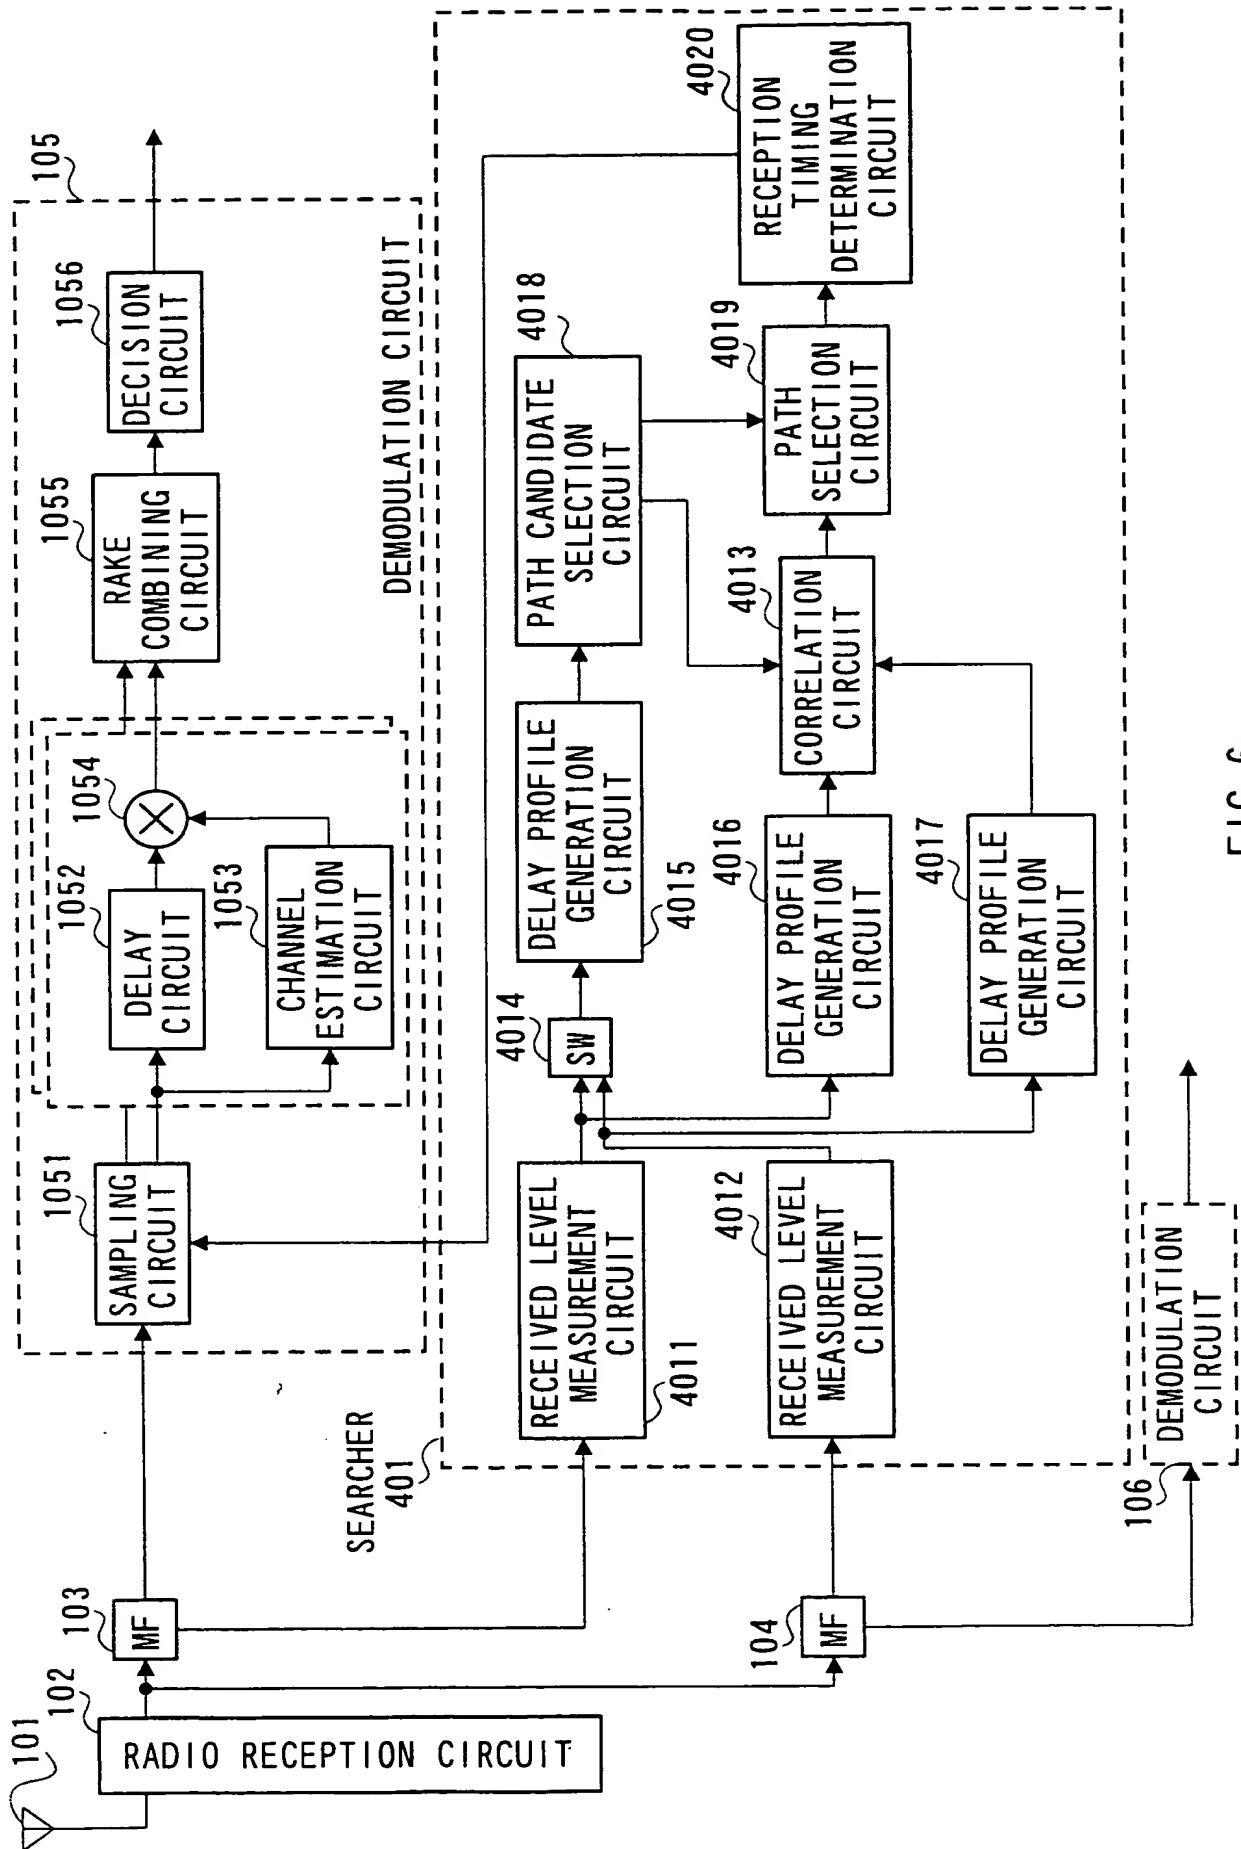 101
102
RADIO RECEPTION CIRCUIT
103
MF
104
MF
105
DEMODULATION CIRCUIT
1051
SAMPLING
CIRCUIT
1052
DELAY
CIRCUIT
1053
CHANNEL
ESTIMATION
CIRCUIT
1054
1055
RAKE
COMBINING
CIRCUIT
1056
DECISION
CIRCUIT
SEARCHER
401
RECEIVED LEVEL
MEASUREMENT
CIRCUIT
4011
4012
RECEIVED LEVEL
MEASUREMENT
CIRCUIT
4014
SW
DELAY PROFILE
GENERATION
CIRCUIT
4015
4016
DELAY PROFILE
GENERATION
CIRCUIT
4017
DELAY PROFILE
GENERATION
CIRCUIT
4018
PATH CANDIDATE
SELECTION
CIRCUIT
4013
CORRELATION
CIRCUIT
4019
PATH
SELECTION
CIRCUIT
4020
RECEPTION
TIMING
DETERMINATION
CIRCUIT
106
DEMODULATION
CIRCUIT
FIG.6